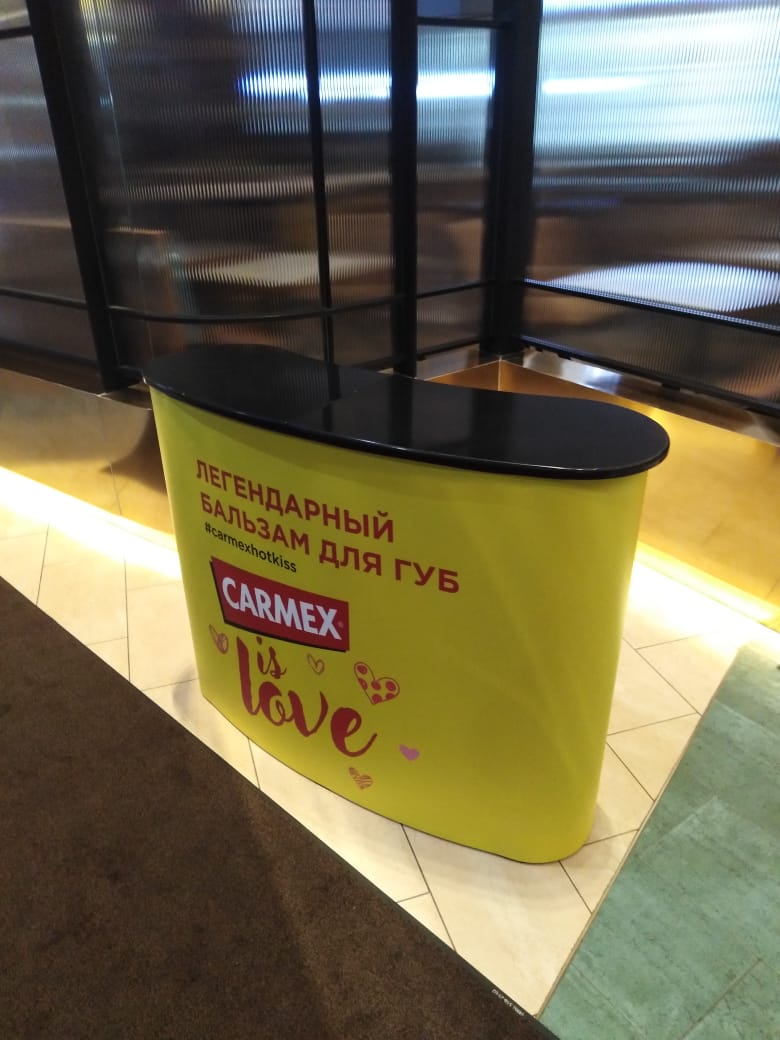 ЛЕГЕНДАРНЫЙ
БАЛЬЗАМ ДЛЯ ГУБ
#carmexhotkiss
CARMEX
is
love